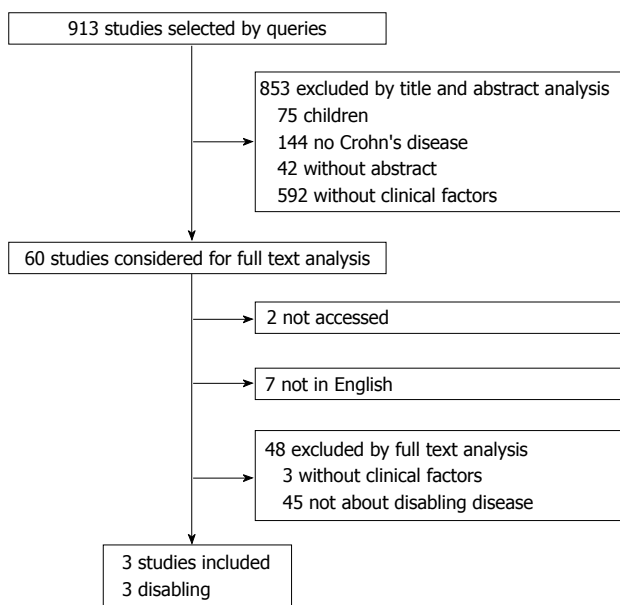 913 studies selected by queries
853 excluded by title and abstract analysis
75 children
144 no Crohn's disease
42 without abstract
592 without clinical factors
60 studies considered for full text analysis
2 not accessed
7 not in English
48 excluded by full text analysis
3 without clinical factors
45 not about disabling disease
3 studies included
3 disabling